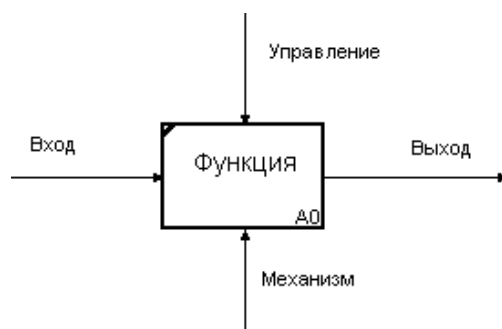 Управление
Вход
Выход
Функция
A0
Механизм